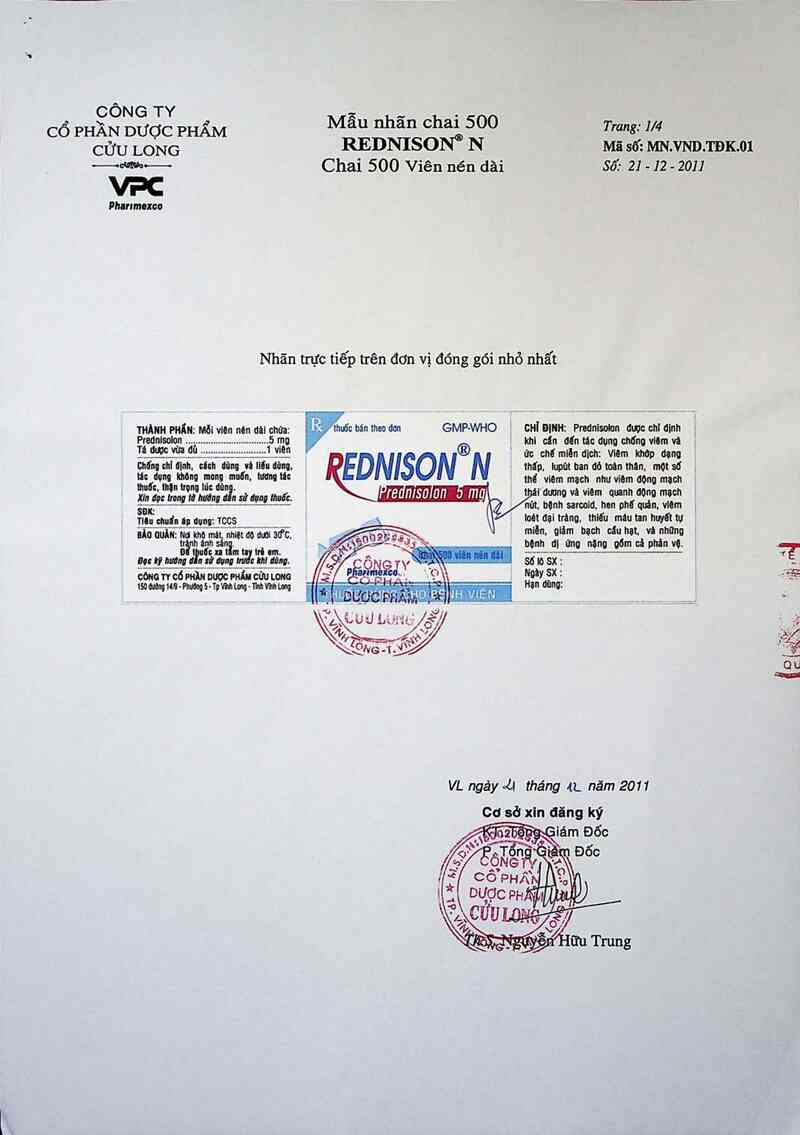 CÔNG TY
CỔ PHẦN DƯỢC PHẨM
CỬU LONG
VPC
Pharimexco
Mẫu nhãn chai 500
REDNISON® N
Chai 500 Viên nén dài
Trang: 1/4
Mã số: MN.VND.TĐK.01
Số: 21 - 12 - 2011
Nhãn trực tiếp trên đơn vị đóng gói nhỏ nhất
THÀNH PHẦN: Mỗi viên nén dài chứa:
Prednisolon ............................5 mg
Tá dược vừa đủ ......................1 viên
Chống chỉ định, cách dùng và liều dùng,
tác dụng không mong muốn, tương tác
thuốc, thận trọng lúc dùng.
Xin đọc trong tờ hướng dẫn sử dụng thuốc.
SĐK:
Tiêu chuẩn áp dụng: TCCS
BẢO QUẢN: Nơi khô mát, nhiệt độ dưới 30°C,
tránh ánh sáng.
Để thuốc xa tầm tay trẻ em.
Đọc kỹ hướng dẫn sử dụng trước khi dùng.
CÔNG TY CỔ PHẦN DƯỢC PHẨM CỬU LONG
150 đường 14/9 - Phường 5 - Tp Vĩnh Long - Tỉnh Vĩnh Long
R thuốc bán theo đơn
GMP-WHO
REDNISON® N
Prednisolon 5 mg
Chai 500 viên nén dài
Pharimexco
BỆNH VIỆN
CÔNG TY
CỔ PHẦN
DƯỢC PHẨM
CỬU LONG
TP. VĨNH LONG - T. VĨNH LONG
CHỈ ĐỊNH: Prednisolon được chỉ định
khi cần đến tác dụng chống viêm và
ức chế miễn dịch: Viêm khớp dạng
thấp, lupút ban đỏ toàn thân, một số
thể viêm mạch như viêm động mạch
thái dương và viêm quanh động mạch
nút, bệnh sarcoid, hen phế quản, viêm
loét đại tràng, thiếu máu tan huyết tự
miễn, giảm bạch cầu hạt, và những
bệnh dị ứng nặng gồm cả phản vệ.
Số lô SX :
Ngày SX :
Hạn dùng:
VL ngày 21 tháng 12 năm 2011
Cơ sở xin đăng ký
KT. Tổng Giám Đốc
P. Tổng Giám Đốc
CÔNG TY
CỔ PHẦN
DƯỢC PHẨM
CỬU LONG
ThS. Nguyễn Hữu Trung